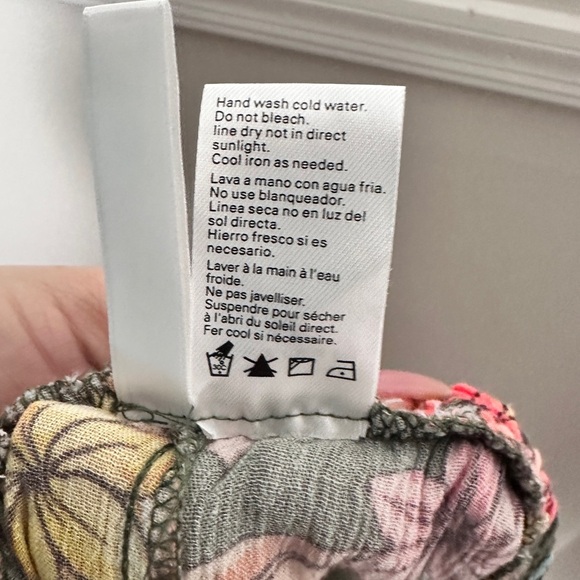 Hand wash cold water.
Do not bleach.
line dry not in direct
sunlight.
Cool iron as needed.
Lava a mano con agua fria.
No use blanqueador.
Linea seca no en luz del
sol directa.
Hierro fresco si es
necesario.
Laver à la main à l'eau
froide.
Ne pas javelliser.
Suspendre pour sécher
à l'abri du soleil direct.
Fer cool si nécessaire.
30C